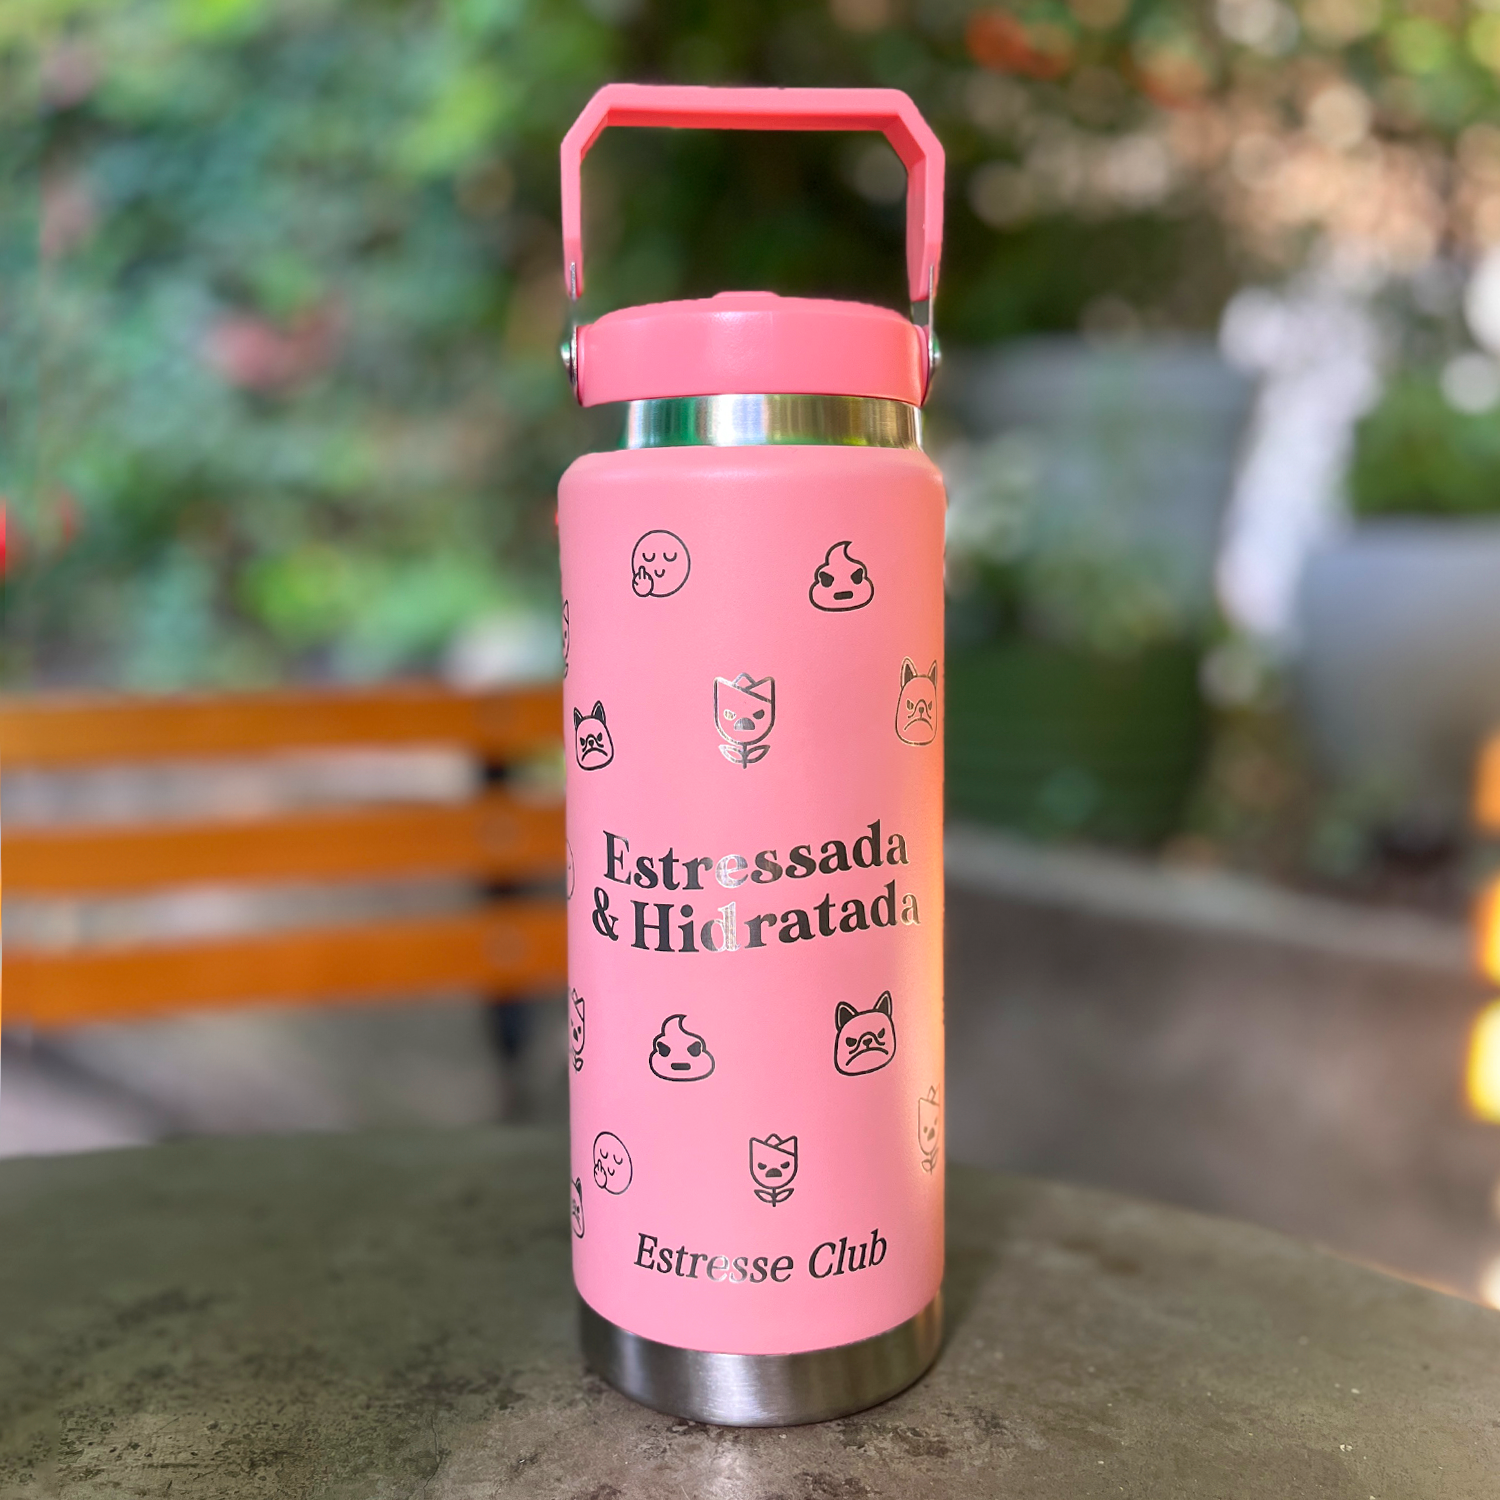 Estressada
& Hidratada
Estresse Club